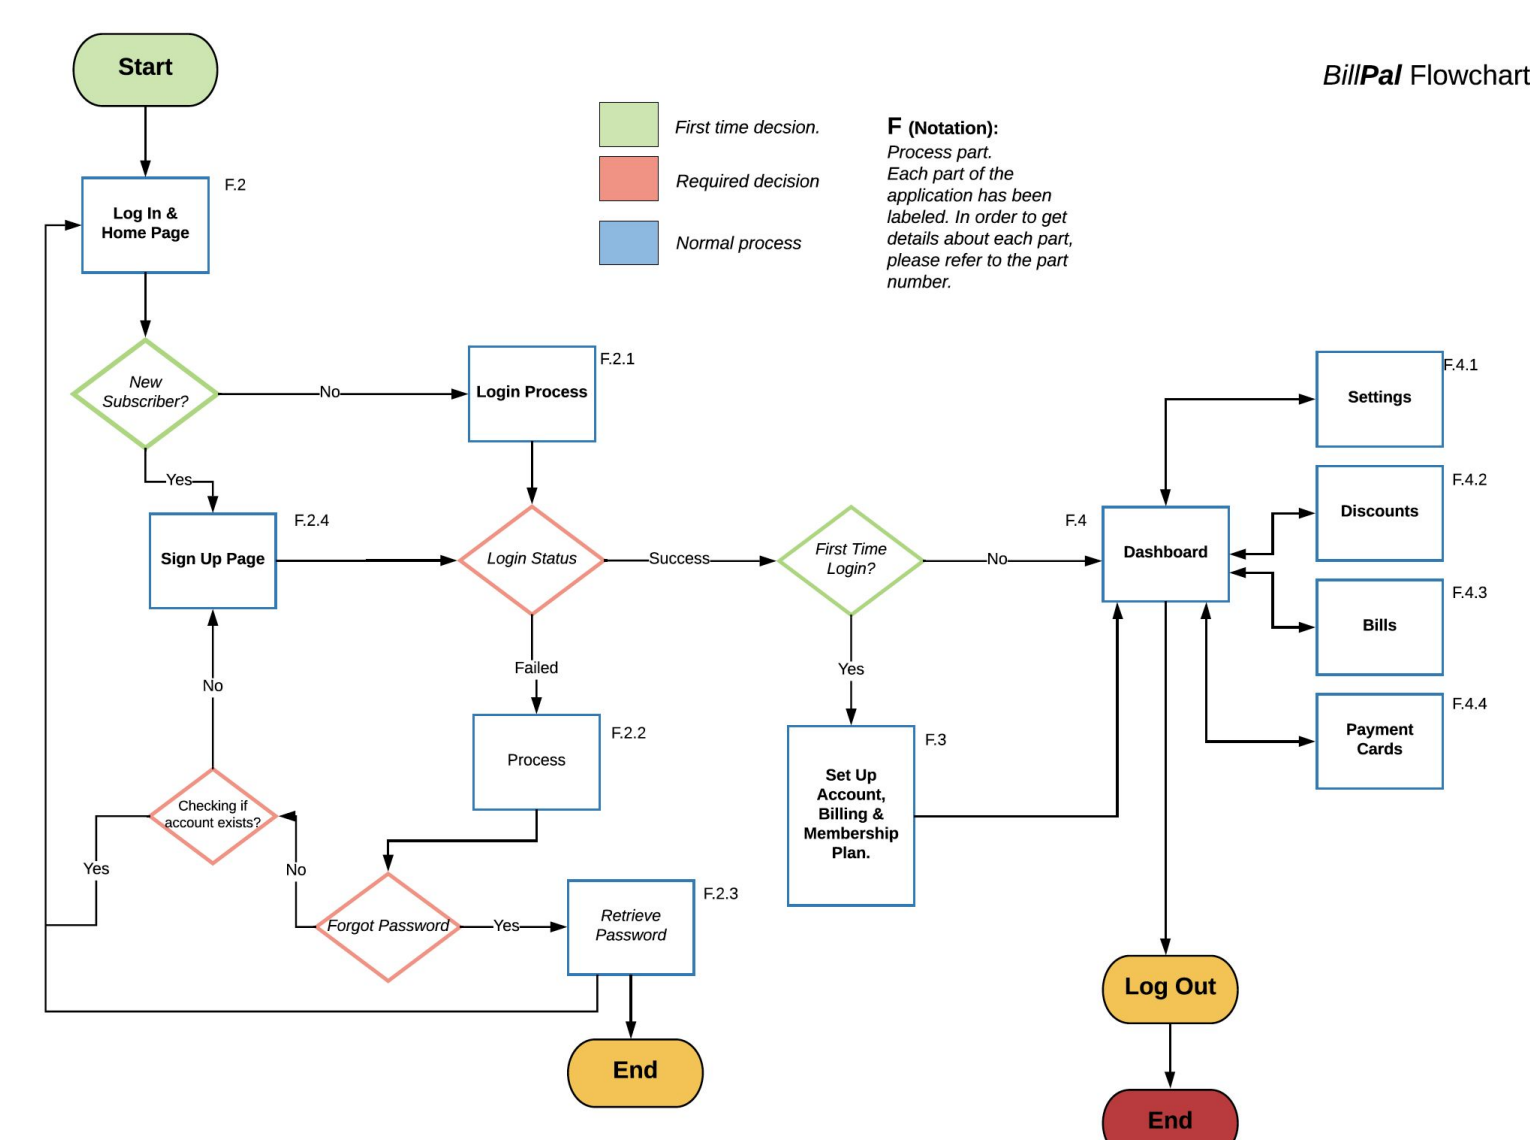 Start
BillPal Flowchart
First time decsion.
Required decision
Normal process
F (Notation):
Process part.
Each part of the
application has been
labeled. In order to get
details about each part,
please refer to the part
number.
F.2
Log In &
Home Page
New
Subscriber?
No
Yes
F.2.1
Login Process
F.2.4
Sign Up Page
Login Status
Success
Failed
First Time
Login?
No
Yes
F.4
Dashboard
F.4.1
Settings
F.4.2
Discounts
F.4.3
Bills
F.4.4
Payment
Cards
F.2.2
Process
F.3
Set Up
Account,
Billing &
Membership
Plan.
No
Checking if
account exists?
Yes
No
Forgot Password
Yes
F.2.3
Retrieve
Password
End
Log Out
End